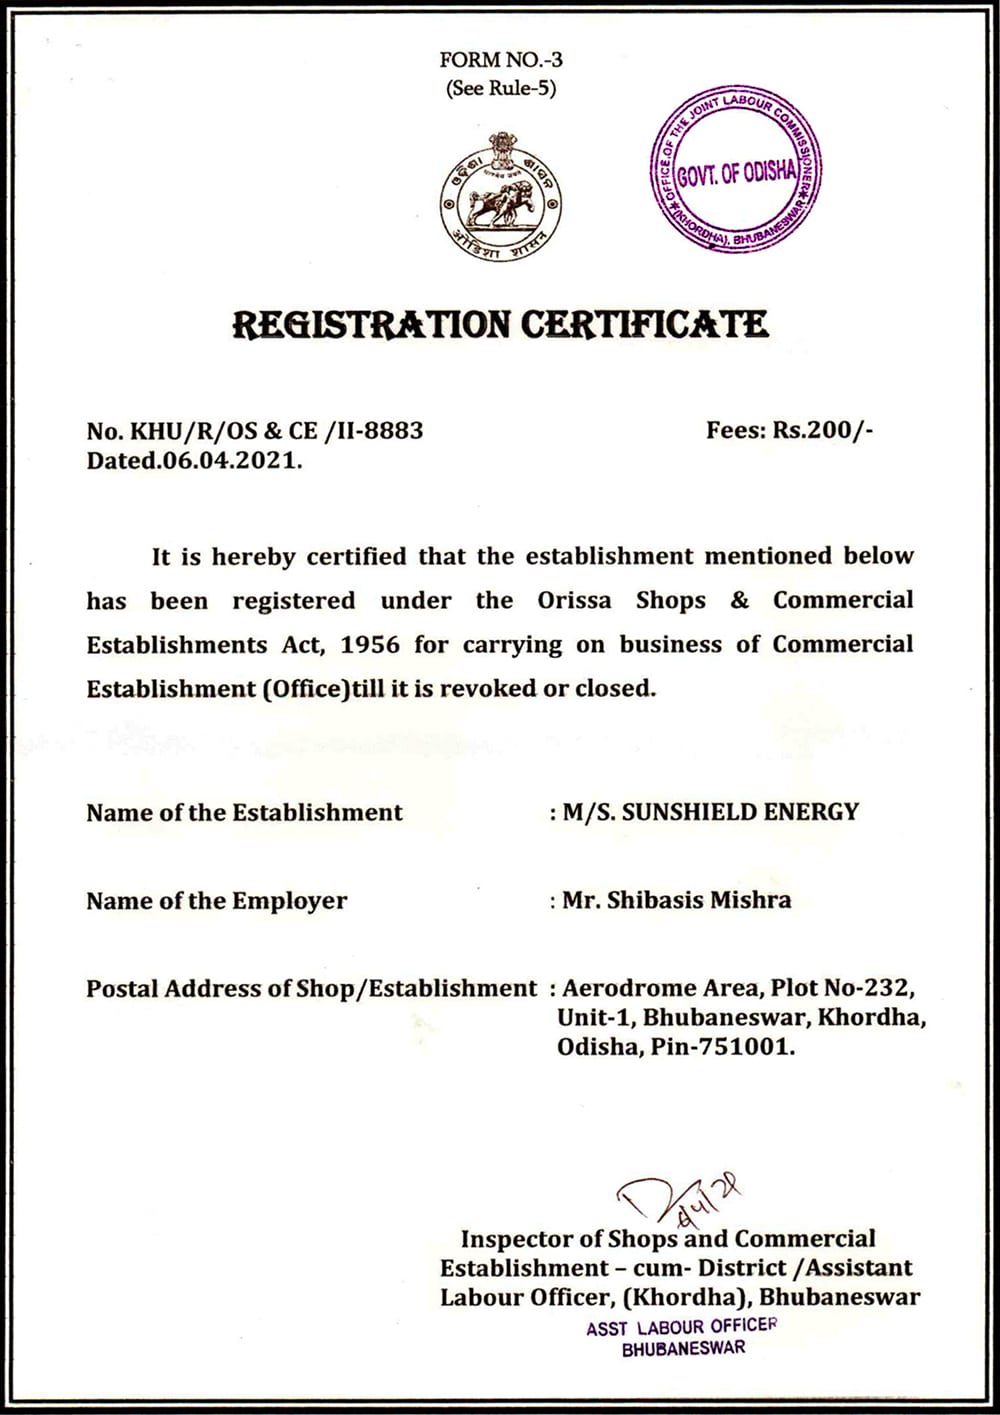 FORM NO.-3
(See Rule-5)
ଓଡ଼ିଶା ଶାସନ
ओडिशा शासन
OFFICE OF THE JOINT LABOUR COMMISSIONER
GOVT. OF ODISHA
★(KHORDHA), BHUBANESWAR★
REGISTRATION CERTIFICATE
No. KHU/R/OS & CE /II-8883 Fees: Rs.200/-
Dated.06.04.2021.
It is hereby certified that the establishment mentioned below
has been registered under the Orissa Shops & Commercial
Establishments Act, 1956 for carrying on business of Commercial
Establishment (Office)till it is revoked or closed.
Name of the Establishment : M/S. SUNSHIELD ENERGY
Name of the Employer : Mr. Shibasis Mishra
Postal Address of Shop/Establishment : Aerodrome Area, Plot No-232,
Unit-1, Bhubaneswar, Khordha,
Odisha, Pin-751001.
Inspector of Shops and Commercial
Establishment – cum- District /Assistant
Labour Officer, (Khordha), Bhubaneswar
ASST LABOUR OFFICER
BHUBANESWAR